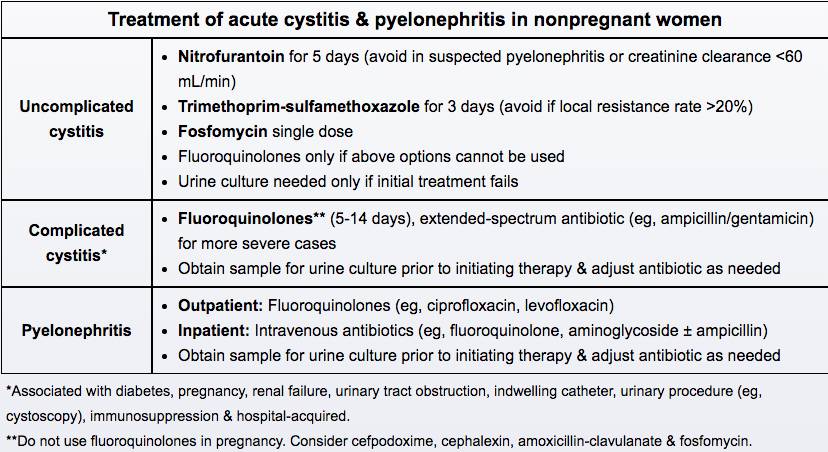 Treatment of acute cystitis & pyelonephritis in nonpregnant women
Uncomplicated
cystitis
• Nitrofurantoin for 5 days (avoid in suspected pyelonephritis or creatinine clearance <60
mL/min)
• Trimethoprim-sulfamethoxazole for 3 days (avoid if local resistance rate >20%)
• Fosfomycin single dose
• Fluoroquinolones only if above options cannot be used
• Urine culture needed only if initial treatment fails
Complicated
cystitis*
• Fluoroquinolones** (5-14 days), extended-spectrum antibiotic (eg, ampicillin/gentamicin)
for more severe cases
• Obtain sample for urine culture prior to initiating therapy & adjust antibiotic as needed
Pyelonephritis
• Outpatient: Fluoroquinolones (eg, ciprofloxacin, levofloxacin)
• Inpatient: Intravenous antibiotics (eg, fluoroquinolone, aminoglycoside ± ampicillin)
• Obtain sample for urine culture prior to initiating therapy & adjust antibiotic as needed
*Associated with diabetes, pregnancy, renal failure, urinary tract obstruction, indwelling catheter, urinary procedure (eg,
cystoscopy), immunosuppression & hospital-acquired.
**Do not use fluoroquinolones in pregnancy. Consider cefpodoxime, cephalexin, amoxicillin-clavulanate & fosfomycin.